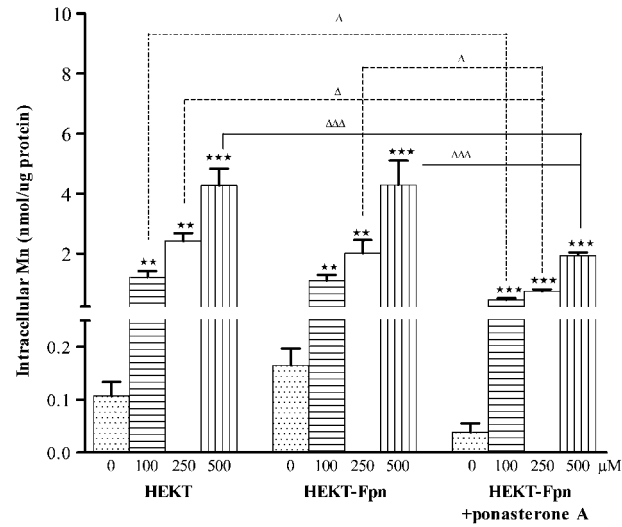 Intracellular Mn (nmol/ug protein)
10
8
6
4
2
0.2
0.1
0.0
Δ
Δ
Δ
ΔΔΔ
ΔΔΔ
★★★
★★★
★★
★★
★★
★★
★★★
★★★
★★★
0 100 250 500 0 100 250 500 0 100 250 500 μM
HEKT HEKT-Fpn HEKT-Fpn
+ponasterone A